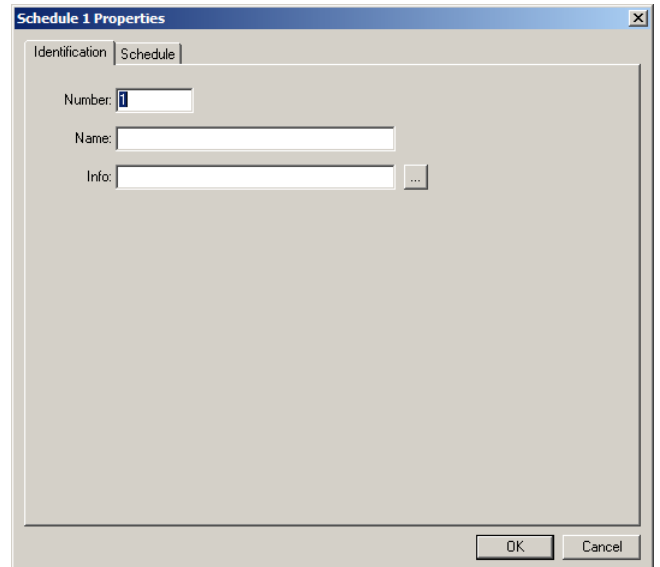 Schedule 1 Properties
Identification Schedule
Number: 1
Name:
Info: ...
OK Cancel